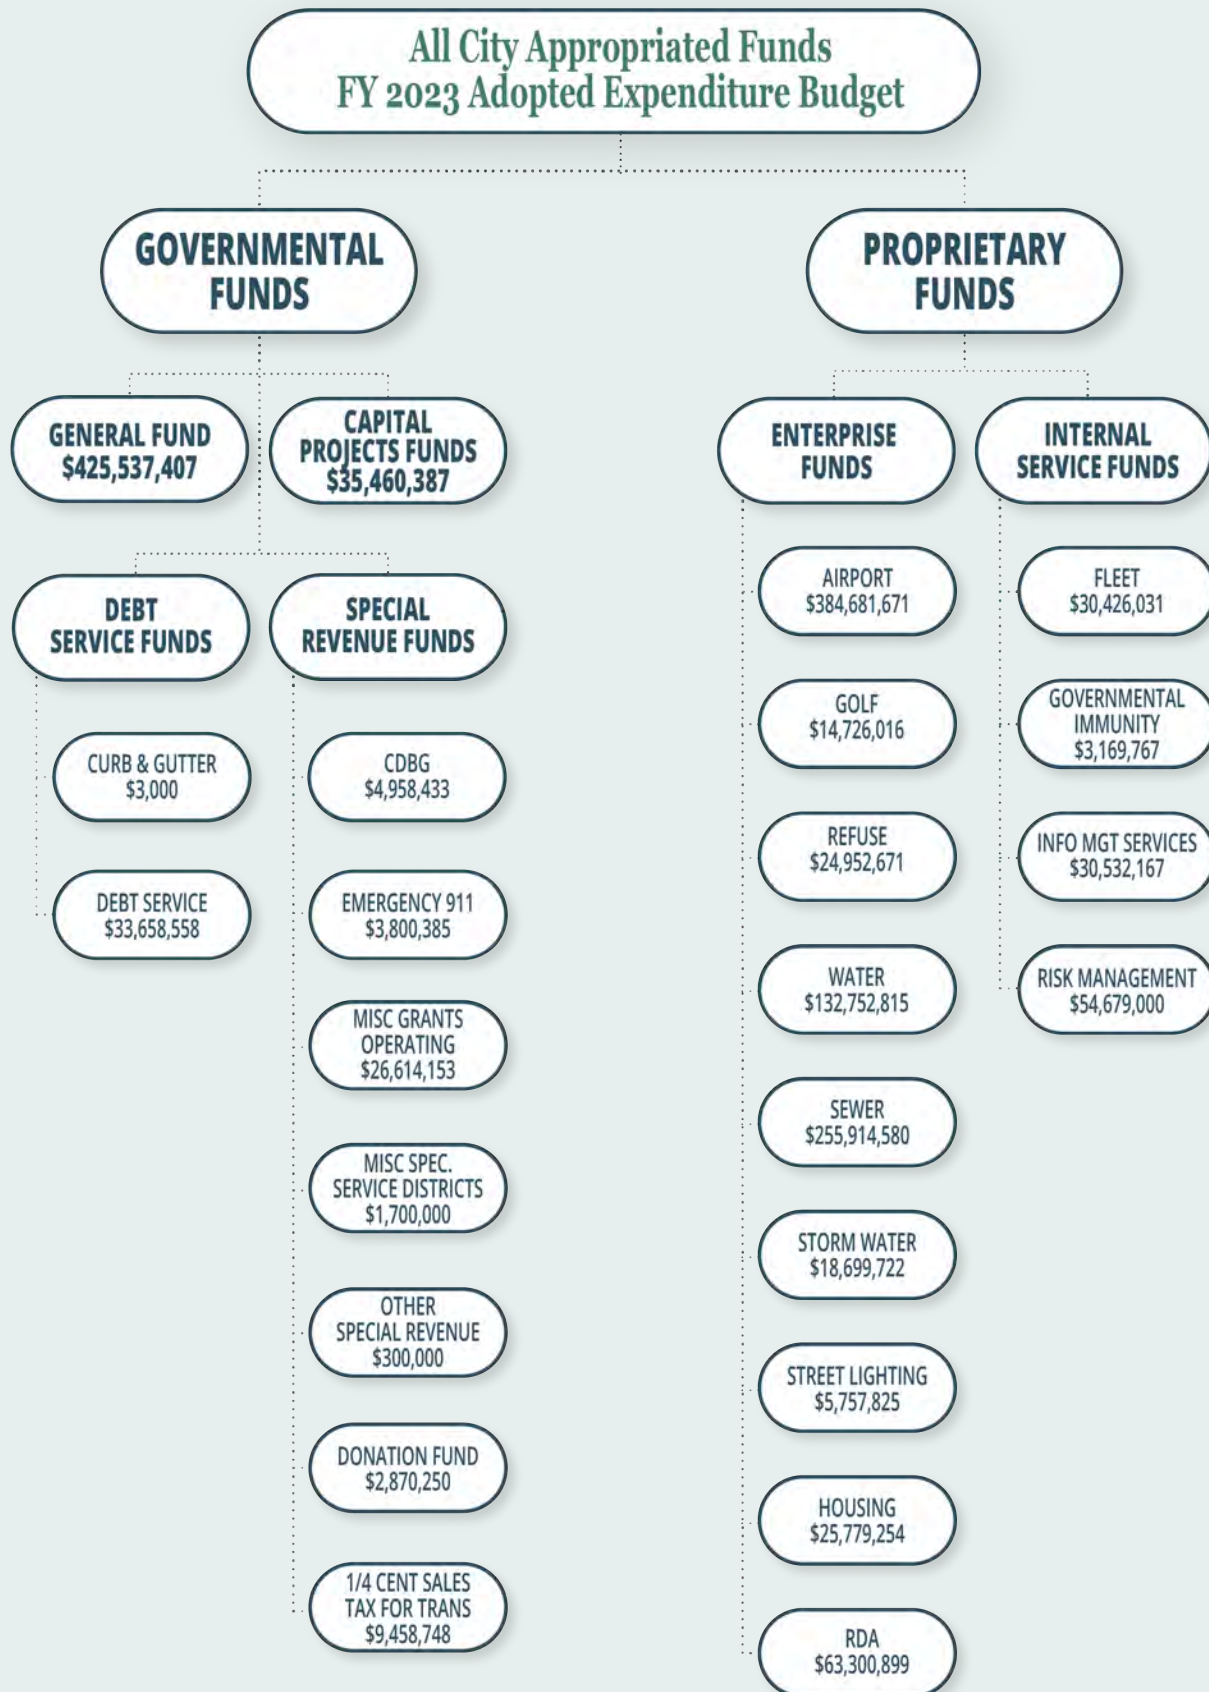 All City Appropriated Funds
FY 2023 Adopted Expenditure Budget
GOVERNMENTAL
FUNDS
PROPRIETARY
FUNDS
GENERAL FUND
$425,537,407
CAPITAL
PROJECTS FUNDS
$35,460,387
ENTERPRISE
FUNDS
INTERNAL
SERVICE FUNDS
DEBT
SERVICE FUNDS
CURB & GUTTER
$3,000
DEBT SERVICE
$33,658,558
SPECIAL
REVENUE FUNDS
CDBG
$4,958,433
EMERGENCY 911
$3,800,385
MISC GRANTS
OPERATING
$26,614,153
MISC SPEC.
SERVICE DISTRICTS
$1,700,000
OTHER
SPECIAL REVENUE
$300,000
DONATION FUND
$2,870,250
1/4 CENT SALES
TAX FOR TRANS
$9,458,748
AIRPORT
$384,681,671
GOLF
$14,726,016
REFUSE
$24,952,671
WATER
$132,752,815
SEWER
$255,914,580
STORM WATER
$18,699,722
STREET LIGHTING
$5,757,825
HOUSING
$25,779,254
RDA
$63,300,899
FLEET
$30,426,031
GOVERNMENTAL
IMMUNITY
$3,169,767
INFO MGT SERVICES
$30,532,167
RISK MANAGEMENT
$54,679,000